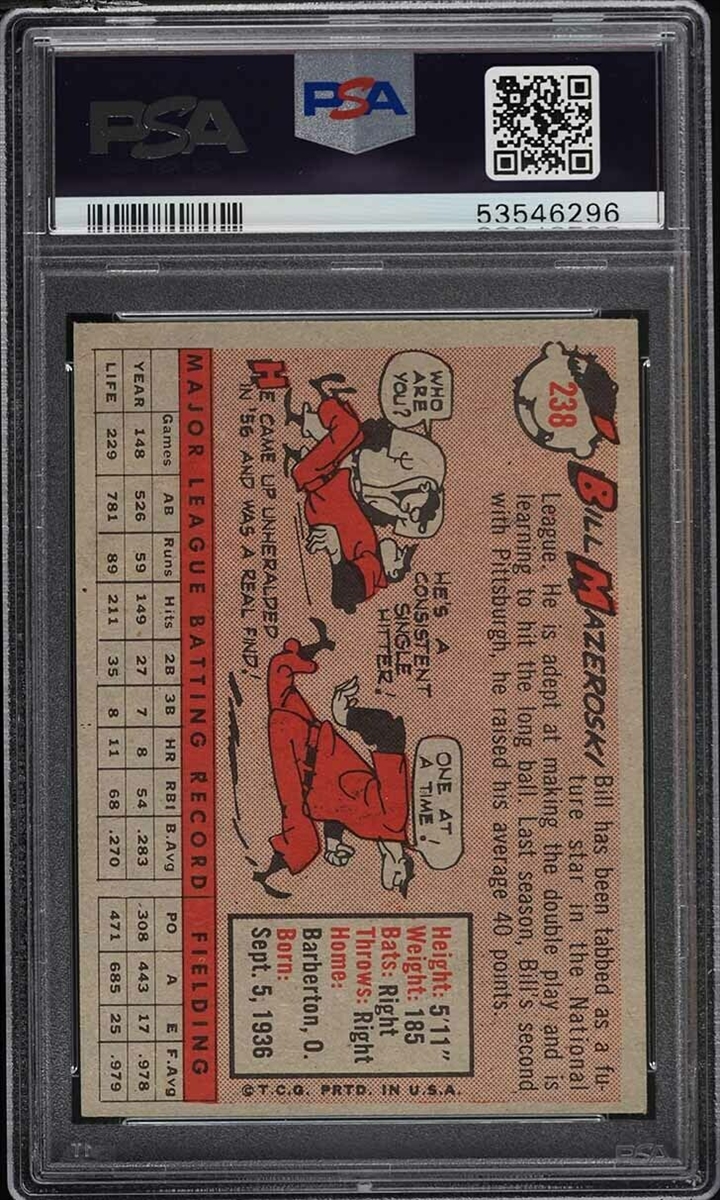 PSA
PSA
53546296
238
BILL MAZEROSKI
Bill has been tabbed as a fu-
ture star in the National
League. He is adept at making the double play and is
learning to hit the long ball. Last season, Bill's second
with Pittsburgh, he raised his average 40 points.
WHO
ARE
YOU?
HE CAME UP UNHERALDED
IN '56 AND WAS A REAL FIND!
HE'S A
CONSISTENT
SINGLE
HITTER!
ONE AT
A TIME!
Height: 5'11"
Weight: 185
Bats: Right
Throws: Right
Home:
Barberton, O.
Born:
Sept. 5, 1936
©T.C.G. PRTD. IN U.S.A.
MAJOR LEAGUE BATTING RECORD FIELDING
Games AB Runs Hits 2B 3B HR RBI B.Avg PO A E F.Avg
YEAR 148 526 59 149 27 7 8 54 .283 308 443 17 .978
LIFE 229 781 89 211 35 8 11 68 .270 471 685 25 .979
PSA